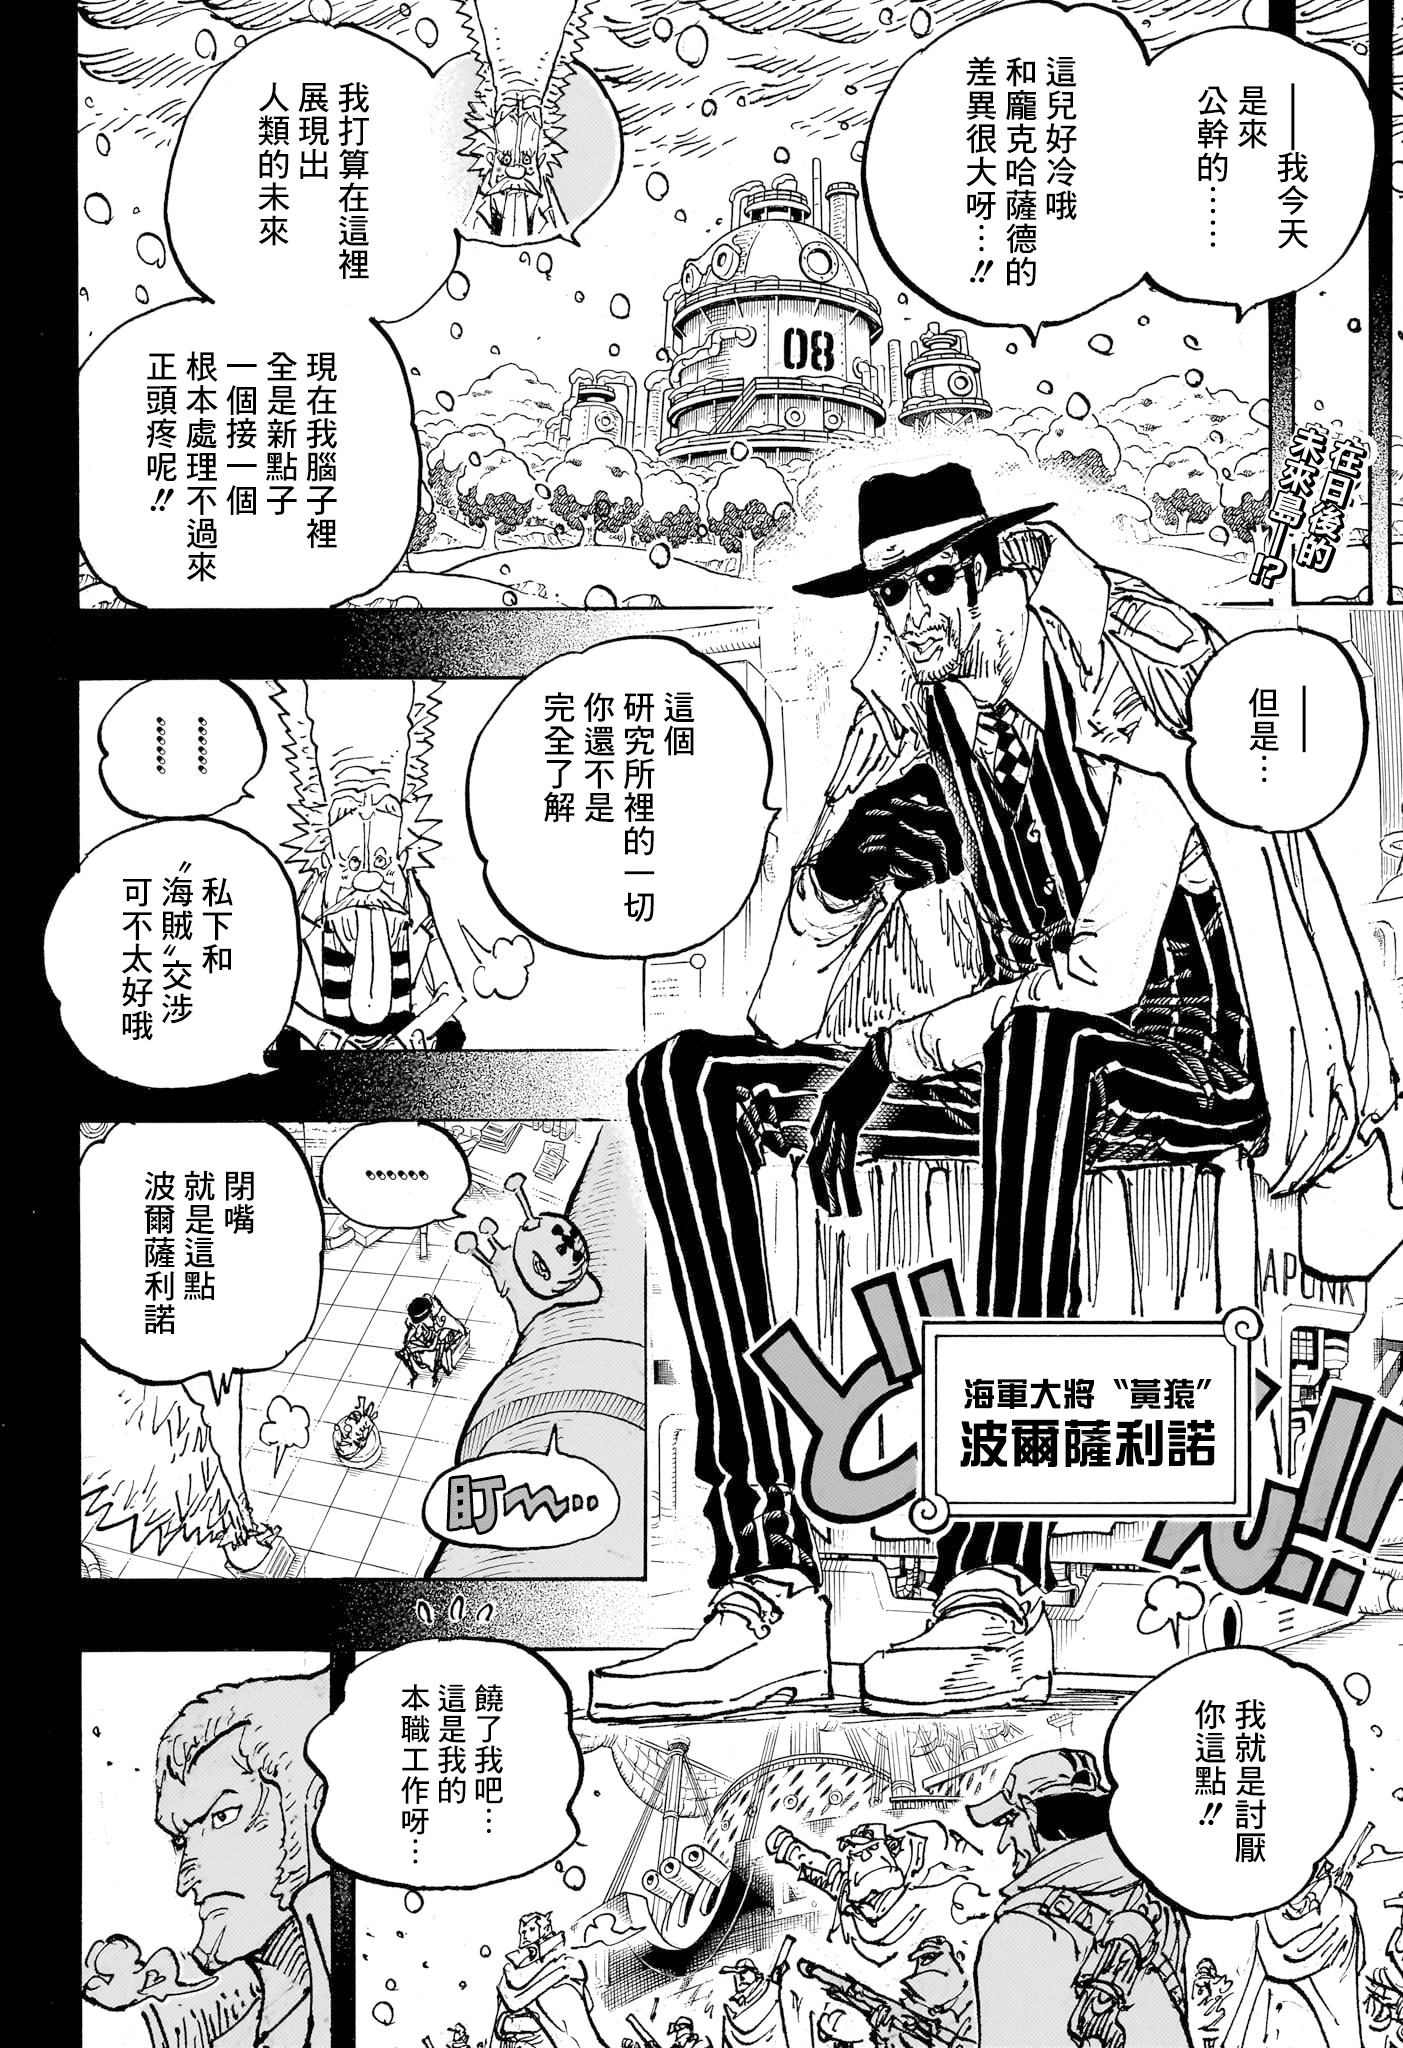 ——我今天
是來
公幹的……
這兒好冷哦
和龐克哈薩德的
差異很大呀…!!
我打算在這裡
展現出
人類的未來
現在我腦子裡
全是新點子
一個接一個
根本處理不過來
正頭疼呢!!
08
在日後的
未來島—!?
——
但是…
這個
研究所裡的一切
你還不是
完全了解
……
……
私下和
〝海賊〞交涉
可不太好哦
APUNK
海軍大將〝黃猿〞
波爾薩利諾
どん!!
……
閉嘴
就是這點
波爾薩利諾
盯~~…
我就是討厭
你這點!!
饒了我吧…
這是我的
本職工作呀…